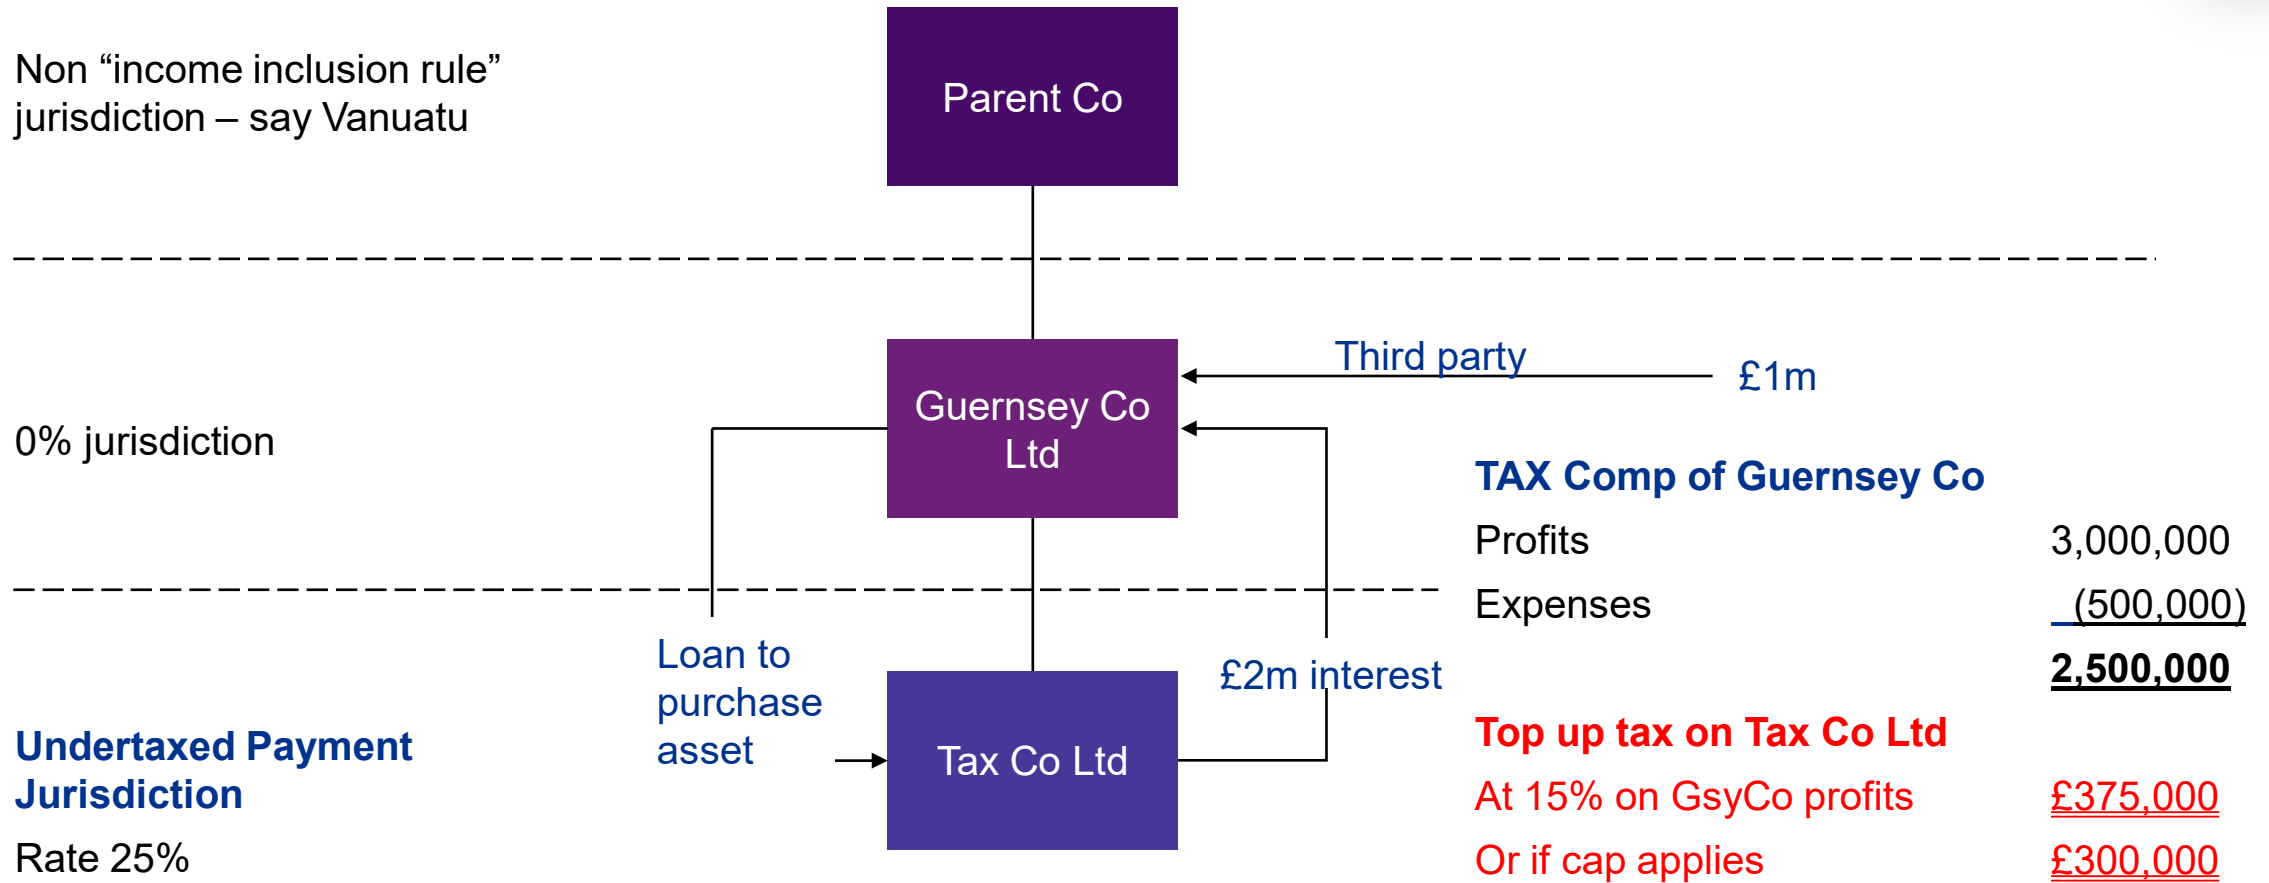 Non “income inclusion rule”
jurisdiction – say Vanuatu
Parent Co
Third party
£1m
Guernsey Co
Ltd
0% jurisdiction
TAX Comp of Guernsey Co
Profits 3,000,000
Expenses (500,000)
2,500,000
Loan to
purchase
asset
£2m interest
Undertaxed Payment
Jurisdiction
Rate 25%
Tax Co Ltd
Top up tax on Tax Co Ltd
At 15% on GsyCo profits £375,000
Or if cap applies £300,000